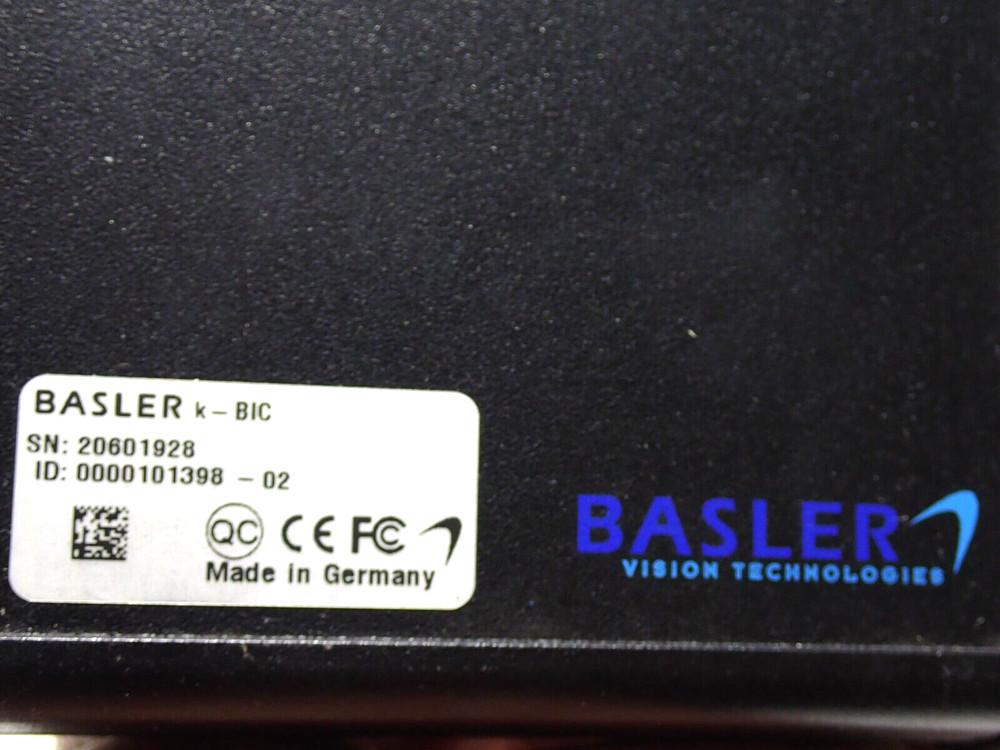 BASLER k – BIC
SN: 20601928
ID: 0000101398 – 02
QC CE FC
Made in Germany
BASLER
VISION TECHNOLOGIES